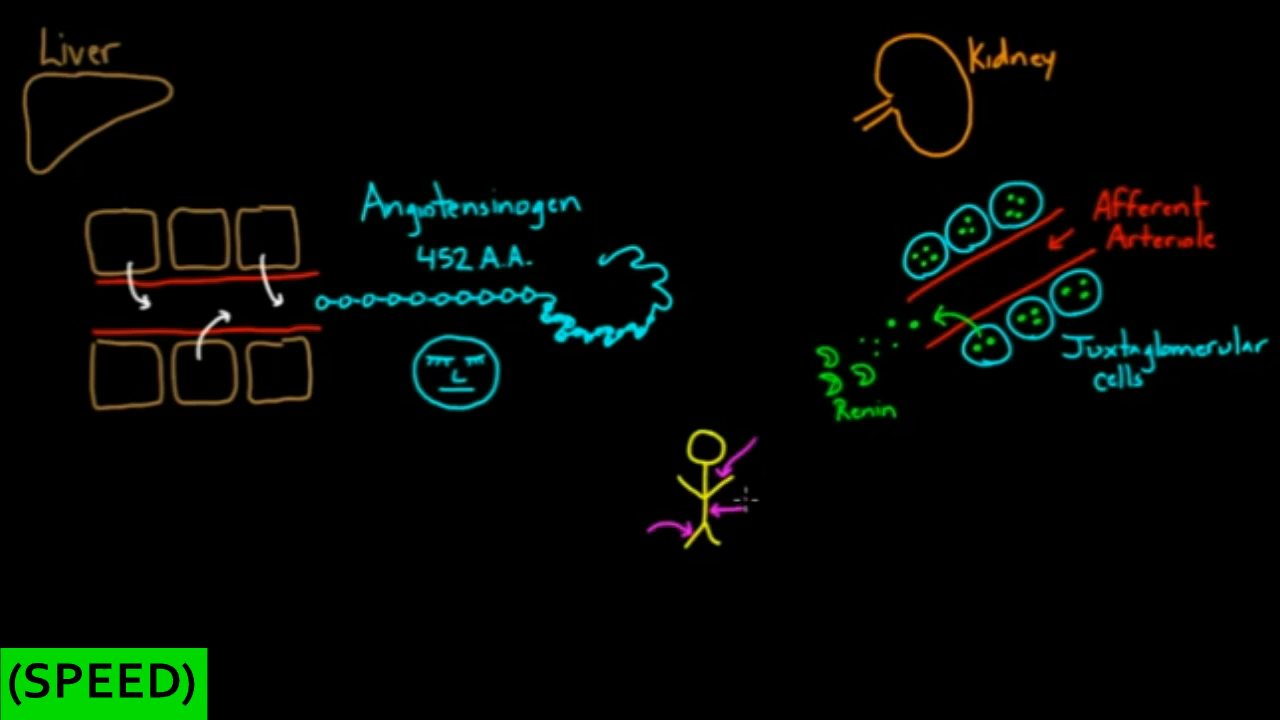 Liver
Kidney
Angiotensinogen
452 A.A.
Afferent
Arteriole
Juxtaglomerular
cells
Renin
(SPEED)